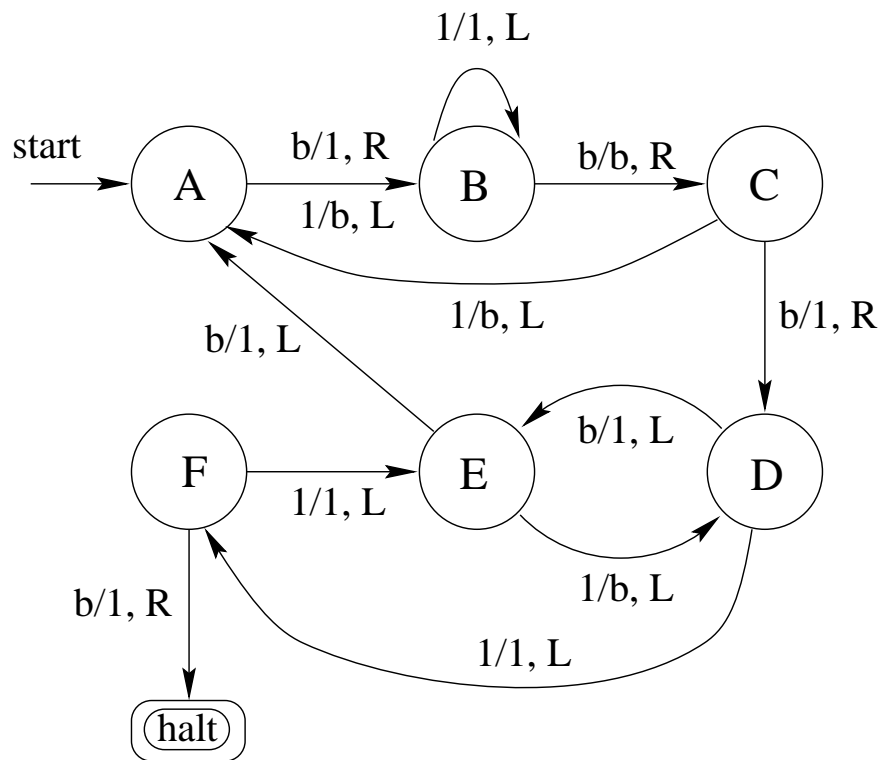 1/1, L
start
b/1, R
b/b, R
A
B
C
1/b, L
1/b, L
b/1, R
b/1, L
b/1, L
F
E
D
1/1, L
1/b, L
b/1, R
1/1, L
halt